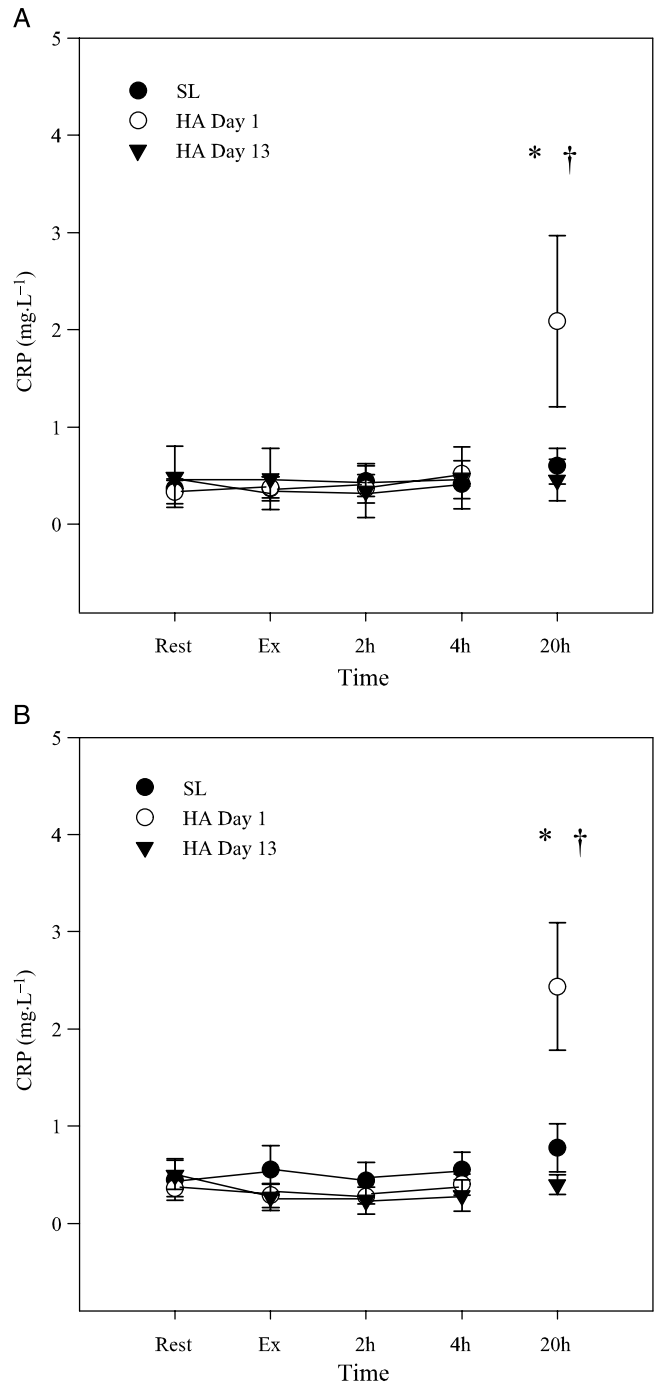 A
5
SL
HA Day 1
4
HA Day 13
* †
3
CRP (mg·L⁻¹)
2
1
0
Rest Ex 2h 4h 20h
Time
B
5
SL
HA Day 1
4
* †
HA Day 13
3
CRP (mg·L⁻¹)
2
1
0
Rest Ex 2h 4h 20h
Time